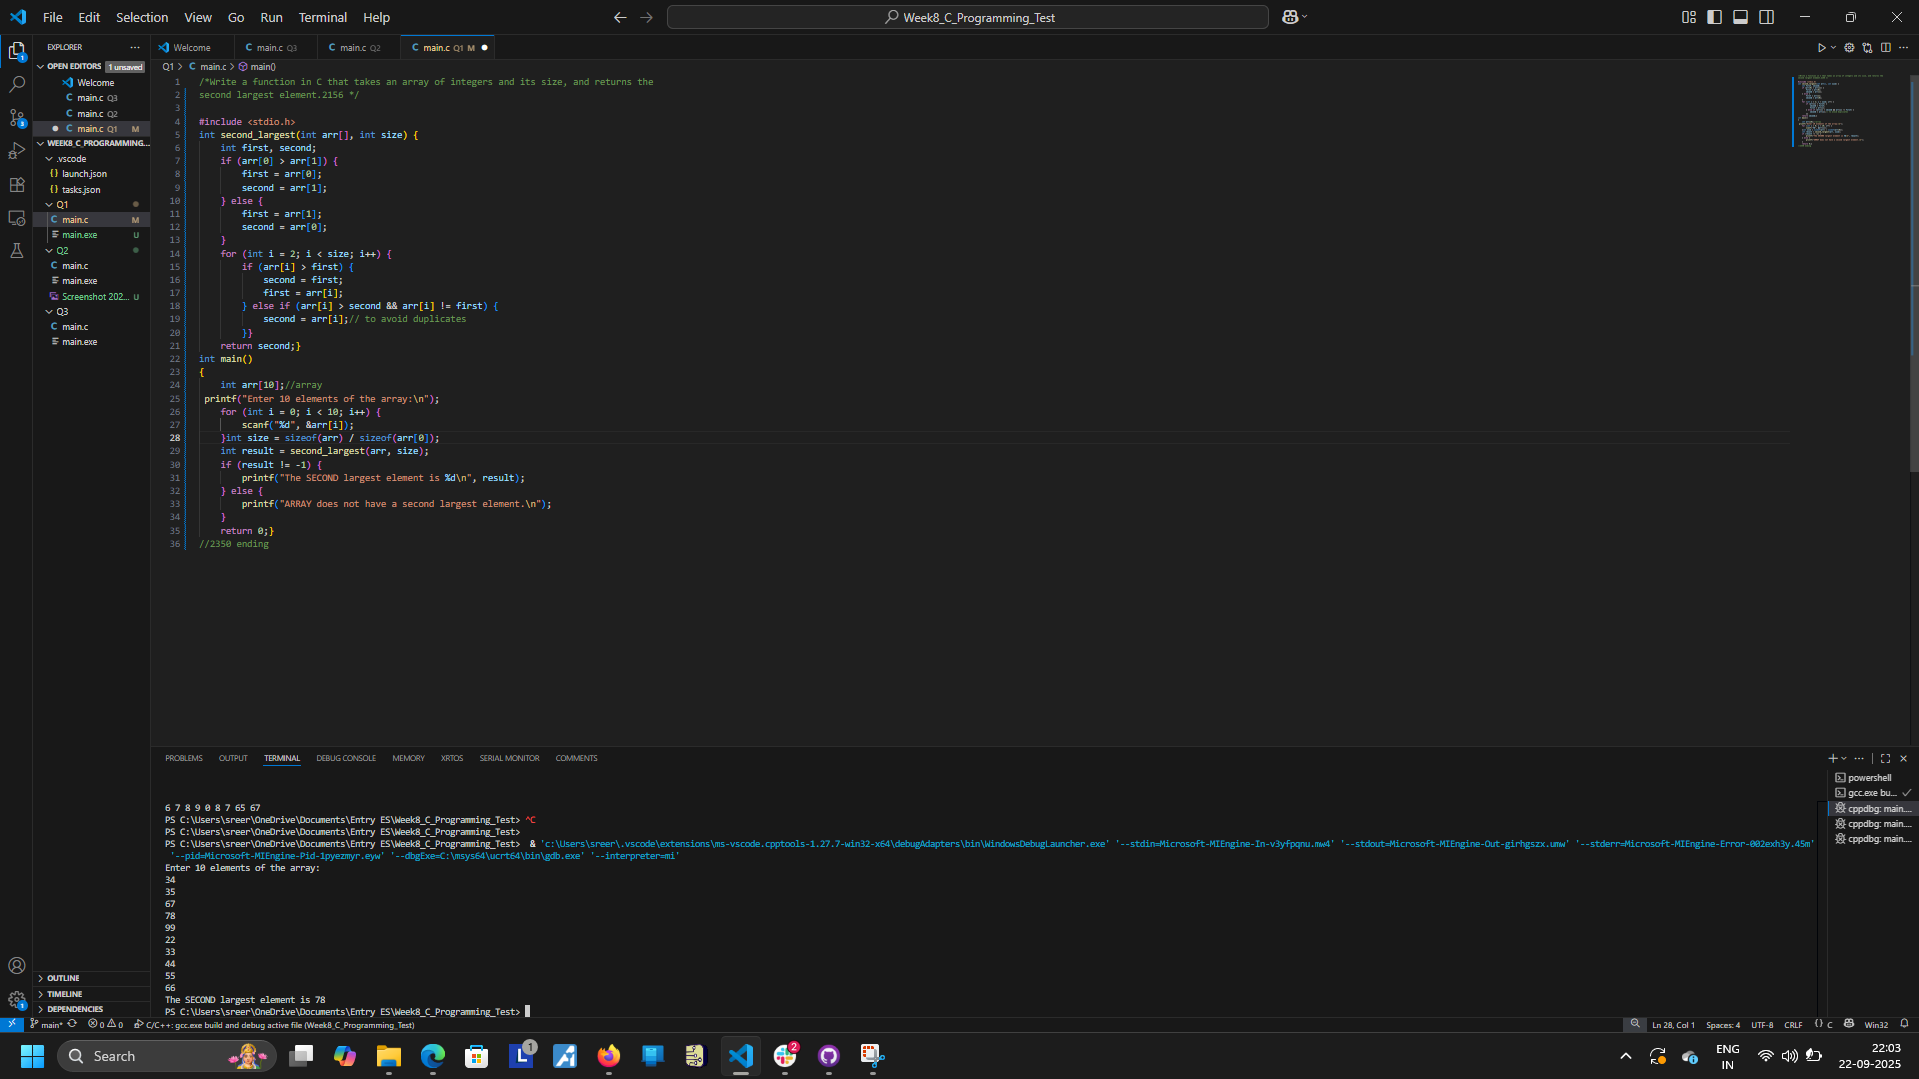 File Edit Selection View Go Run Terminal Help
Week8_C_Programming_Test
EXPLORER
OPEN EDITORS 1 unsaved
Welcome
main.c Q3
main.c Q2
main.c Q1 M
WEEK8_C_PROGRAMMING...
.vscode
launch.json
tasks.json
Q1
main.c M
main.exe U
Q2
main.c
main.exe
Screenshot 202... U
Q3
main.c
main.exe
OUTLINE
TIMELINE
DEPENDENCIES
Welcome main.c Q3 main.c Q2 main.c Q1 M
Q1 > C main.c > main()
1 /*Write a function in C that takes an array of integers and its size, and returns the
2 second largest element.2156 */
3
4 #include <stdio.h>
5 int second_largest(int arr[], int size) {
6 int first, second;
7 if (arr[0] > arr[1]) {
8 first = arr[0];
9 second = arr[1];
10 } else {
11 first = arr[1];
12 second = arr[0];
13 }
14 for (int i = 2; i < size; i++) {
15 if (arr[i] > first) {
16 second = first;
17 first = arr[i];
18 } else if (arr[i] > second && arr[i] != first) {
19 second = arr[i];// to avoid duplicates
20 }}
21 return second;}
22 int main()
23 {
24 int arr[10];//array
25 printf("Enter 10 elements of the array:\n");
26 for (int i = 0; i < 10; i++) {
27 scanf("%d", &arr[i]);
28 }int size = sizeof(arr) / sizeof(arr[0]);
29 int result = second_largest(arr, size);
30 if (result != -1) {
31 printf("The SECOND largest element is %d\n", result);
32 } else {
33 printf("ARRAY does not have a second largest element.\n");
34 }
35 return 0;}
36 //2350 ending
PROBLEMS OUTPUT TERMINAL DEBUG CONSOLE MEMORY XRTOS SERIAL MONITOR COMMENTS
6 7 8 9 0 8 7 65 67
PS C:\Users\sreer\OneDrive\Documents\Entry ES\Week8_C_Programming_Test> ^C
PS C:\Users\sreer\OneDrive\Documents\Entry ES\Week8_C_Programming_Test>
PS C:\Users\sreer\OneDrive\Documents\Entry ES\Week8_C_Programming_Test> & 'c:\Users\sreer\.vscode\extensions\ms-vscode.cpptools-1.27.7-win32-x64\debugAdapters\bin\WindowsDebugLauncher.exe' '--stdin=Microsoft-MIEngine-In-v3yfpqnu.mw4' '--stdout=Microsoft-MIEngine-Out-girhgszx.umw' '--stderr=Microsoft-MIEngine-Error-002exh3y.45m'
'--pid=Microsoft-MIEngine-Pid-1pyezmyr.eyw' '--dbgExe=C:\msys64\ucrt64\bin\gdb.exe' '--interpreter=mi'
Enter 10 elements of the array:
34
35
67
78
99
22
33
44
55
66
The SECOND largest element is 78
PS C:\Users\sreer\OneDrive\Documents\Entry ES\Week8_C_Programming_Test>
powershell
gcc.exe bu...
cppdbg: main....
cppdbg: main....
cppdbg: main....
main* 0 0 C/C++: gcc.exe build and debug active file (Week8_C_Programming_Test)
Ln 28, Col 1 Spaces: 4 UTF-8 CRLF {} C Win32
Search
1
2
ENG
IN
22:03
22-09-2025